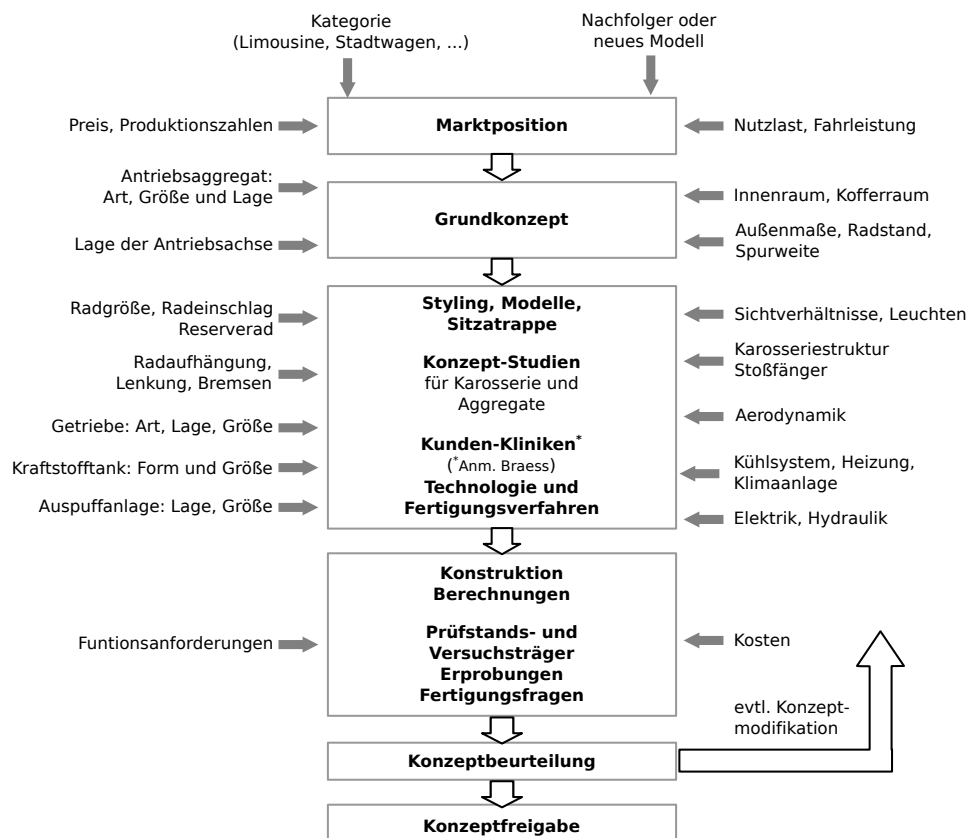 Kategorie
(Limousine, Stadtwagen, ...)
Nachfolger oder
neues Modell
Preis, Produktionszahlen
Marktposition
Nutzlast, Fahrleistung
Antriebsaggregat:
Art, Größe und Lage
Lage der Antriebsachse
Grundkonzept
Innenraum, Kofferraum
Außenmaße, Radstand,
Spurweite
Radgröße, Radeinschlag
Reserverad
Radaufhängung,
Lenkung, Bremsen
Getriebe: Art, Lage, Größe
Kraftstofftank: Form und Größe
Auspuffanlage: Lage, Größe
Styling, Modelle,
Sitzatrappe
Konzept-Studien
für Karosserie und
Aggregate
Kunden-Kliniken*
(*Anm. Braess)
Technologie und
Fertigungsverfahren
Sichtverhältnisse, Leuchten
Karosseriestruktur
Stoßfänger
Aerodynamik
Kühlsystem, Heizung,
Klimaanlage
Elektrik, Hydraulik
Funtionsanforderungen
Konstruktion
Berechnungen
Prüfstands- und
Versuchsträger
Erprobungen
Fertigungsfragen
Kosten
evtl. Konzept-
modifikation
Konzeptbeurteilung
Konzeptfreigabe